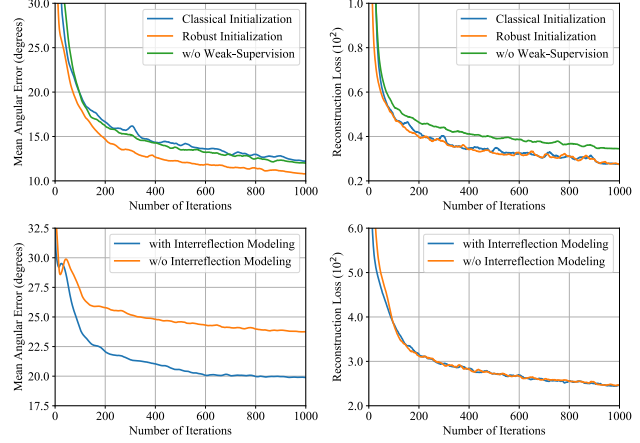 30.0
25.0
20.0
15.0
10.0
Mean Angular Error (degrees)
Classical Initialization
Robust Initialization
w/o Weak-Supervision
0 200 400 600 800 1000
Number of Iterations
1.0
0.8
0.6
0.4
0.2
Reconstruction Loss (10²)
Classical Initialization
Robust Initialization
w/o Weak-Supervision
0 200 400 600 800 1000
Number of Iterations
32.5
30.0
27.5
25.0
22.5
20.0
17.5
Mean Angular Error (degrees)
with Interreflection Modeling
w/o Interreflection Modeling
0 200 400 600 800 1000
Number of Iterations
6.0
5.0
4.0
3.0
2.0
Reconstruction Loss (10²)
with Interreflection Modeling
w/o Interreflection Modeling
0 200 400 600 800 1000
Number of Iterations